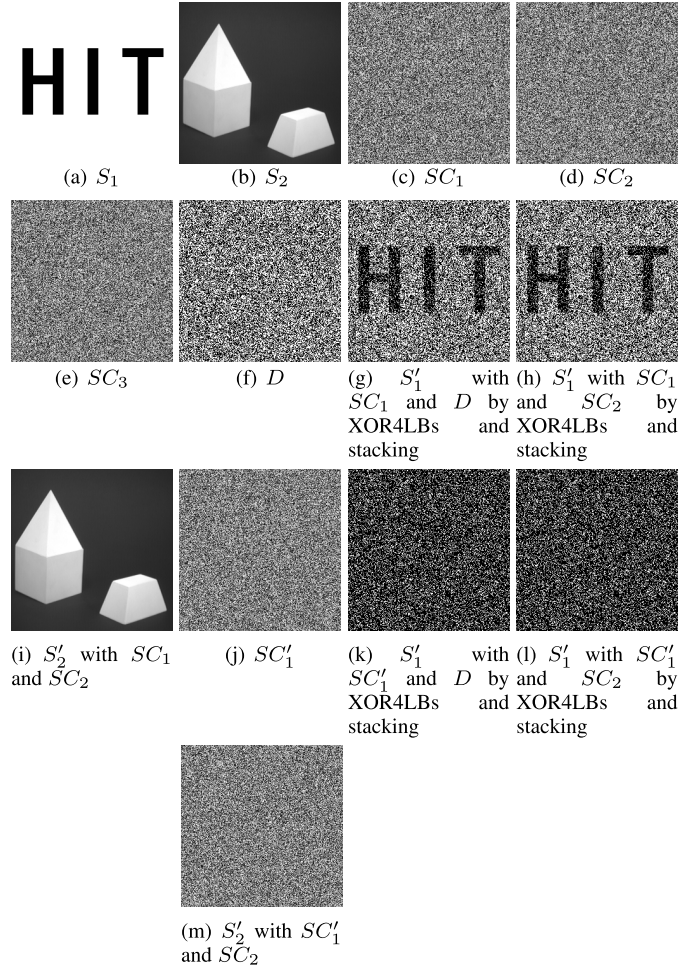 HIT
(a) S₁
(b) S₂
(c) SC₁
(d) SC₂
HIT
HIT
(e) SC₃
(f) D
(g) S′₁ with
SC₁ and D by
XOR4LBs and
stacking
(h) S′₁ with SC₁
and SC₂ by
XOR4LBs and
stacking
(i) S′₂ with SC₁
and SC₂
(j) SC′₁
(k) S′₁ with
SC′₁ and D by
XOR4LBs and
stacking
(l) S′₁ with SC′₁
and SC₂ by
XOR4LBs and
stacking
(m) S′₂ with SC′₁
and SC₂